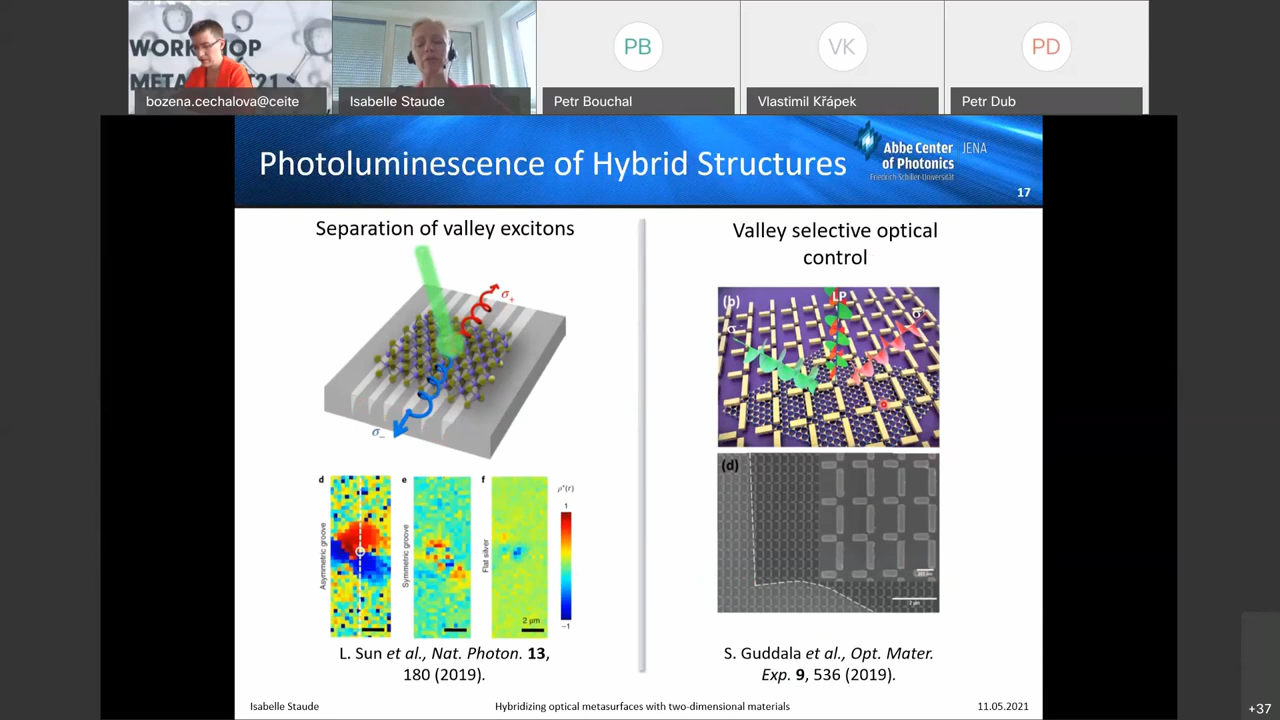 WORKSHOP
bozena.cechalova@ceite
Isabelle Staude
PB
Petr Bouchal
VK
Vlastimil Křápek
PD
Petr Dub
Photoluminescence of Hybrid Structures
Abbe Center
of Photonics
JENA
Friedrich-Schiller-Universität
17
Separation of valley excitons
σ+
σ−
d
e
f
Asymmetric groove
Symmetric groove
Flat silver
2 μm
1
−1
L. Sun et al., Nat. Photon. 13,
180 (2019).
Valley selective optical
control
(b)
LP
σ-
σ+
(d)
S. Guddala et al., Opt. Mater.
Exp. 9, 536 (2019).
Isabelle Staude
Hybridizing optical metasurfaces with two-dimensional materials
11.05.2021
+37